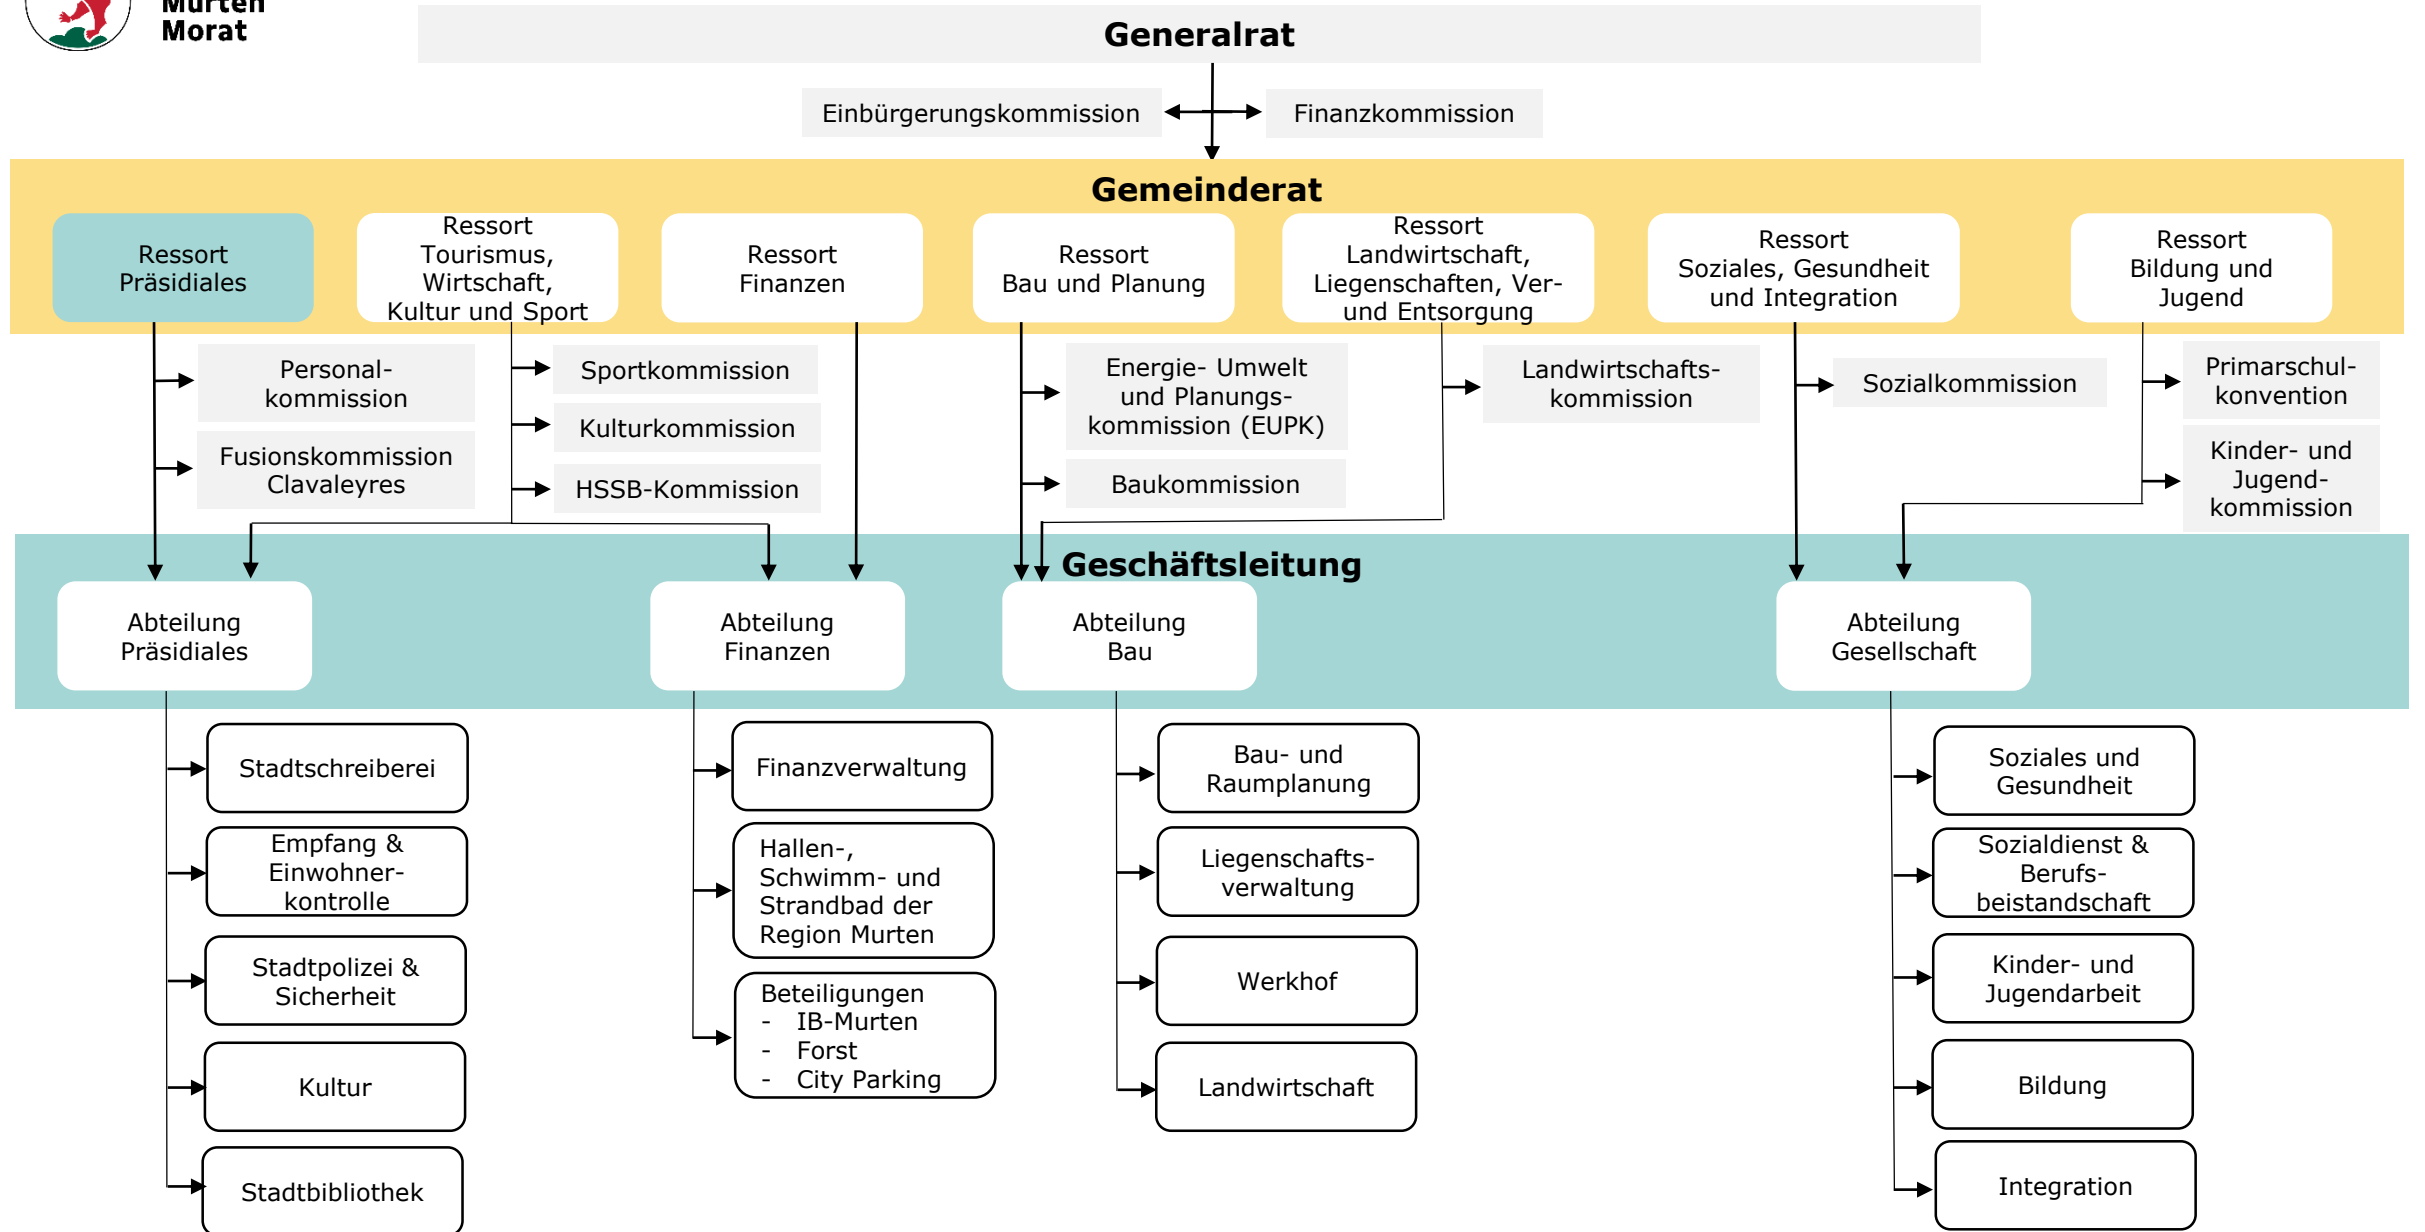 Murten
Morat
Generalrat
Einbürgerungskommission
Finanzkommission
Gemeinderat
Ressort
Präsidiales
Ressort
Tourismus,
Wirtschaft,
Kultur und Sport
Ressort
Finanzen
Ressort
Bau und Planung
Ressort
Landwirtschaft,
Liegenschaften, Ver-
und Entsorgung
Ressort
Soziales, Gesundheit
und Integration
Ressort
Bildung und
Jugend
Personal-
kommission
Fusionskommission
Clavaleyres
Sportkommission
Kulturkommission
HSSB-Kommission
Energie- Umwelt
und Planungs-
kommission (EUPK)
Baukommission
Landwirtschafts-
kommission
Sozialkommission
Primarschul-
konvention
Kinder- und
Jugend-
kommission
Geschäftsleitung
Abteilung
Präsidiales
Abteilung
Finanzen
Abteilung
Bau
Abteilung
Gesellschaft
Stadtschreiberei
Empfang &
Einwohner-
kontrolle
Stadtpolizei &
Sicherheit
Kultur
Stadtbibliothek
Finanzverwaltung
Hallen-,
Schwimm- und
Strandbad der
Region Murten
Beteiligungen
- IB-Murten
- Forst
- City Parking
Bau- und
Raumplanung
Liegenschafts-
verwaltung
Werkhof
Landwirtschaft
Soziales und
Gesundheit
Sozialdienst &
Berufs-
beistandschaft
Kinder- und
Jugendarbeit
Bildung
Integration